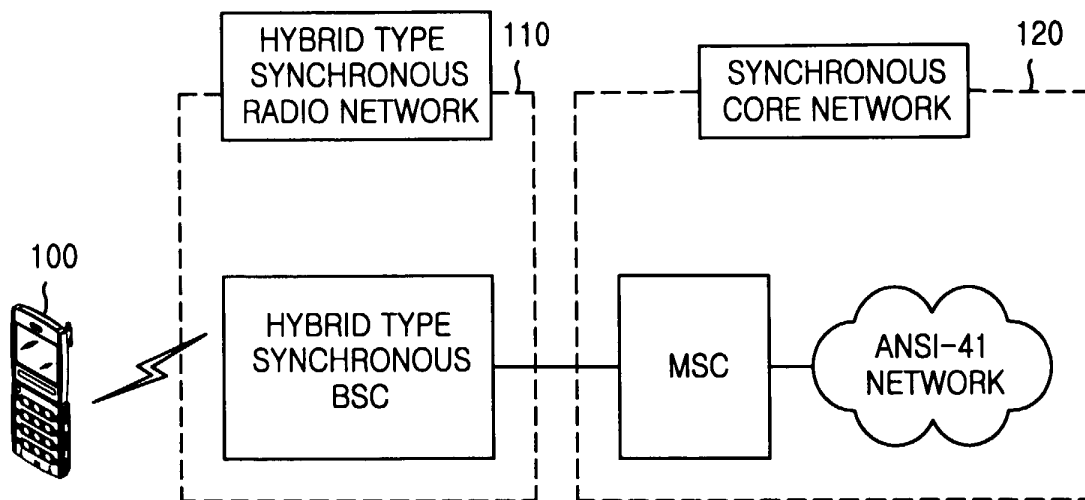 HYBRID TYPE
SYNCHRONOUS
RADIO NETWORK
110
SYNCHRONOUS
CORE NETWORK
120
100
HYBRID TYPE
SYNCHRONOUS
BSC
MSC
ANSI-41
NETWORK